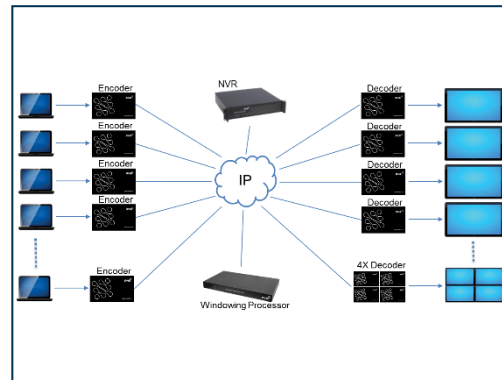 Encoder
NVR
Decoder
Encoder
Decoder
Encoder
IP
Decoder
Encoder
Decoder
Encoder
4X Decoder
Windowing Processor